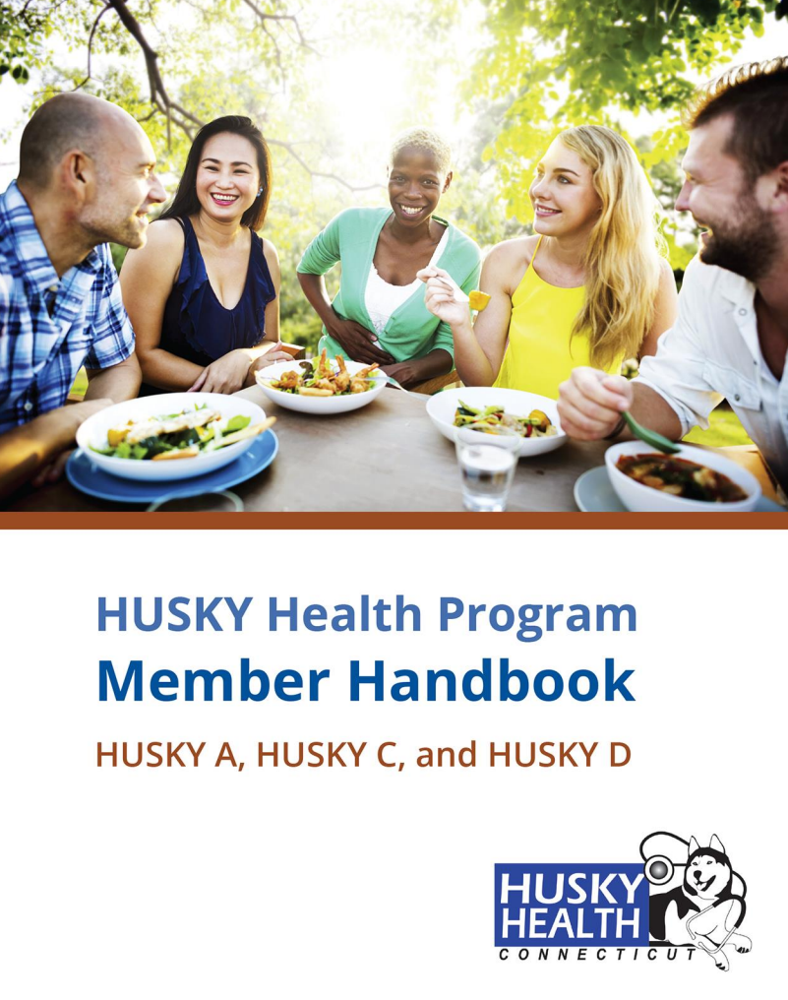 HUSKY Health Program
Member Handbook
HUSKY A, HUSKY C, and HUSKY D
HUSKY
HEALTH
CONNECTICUT